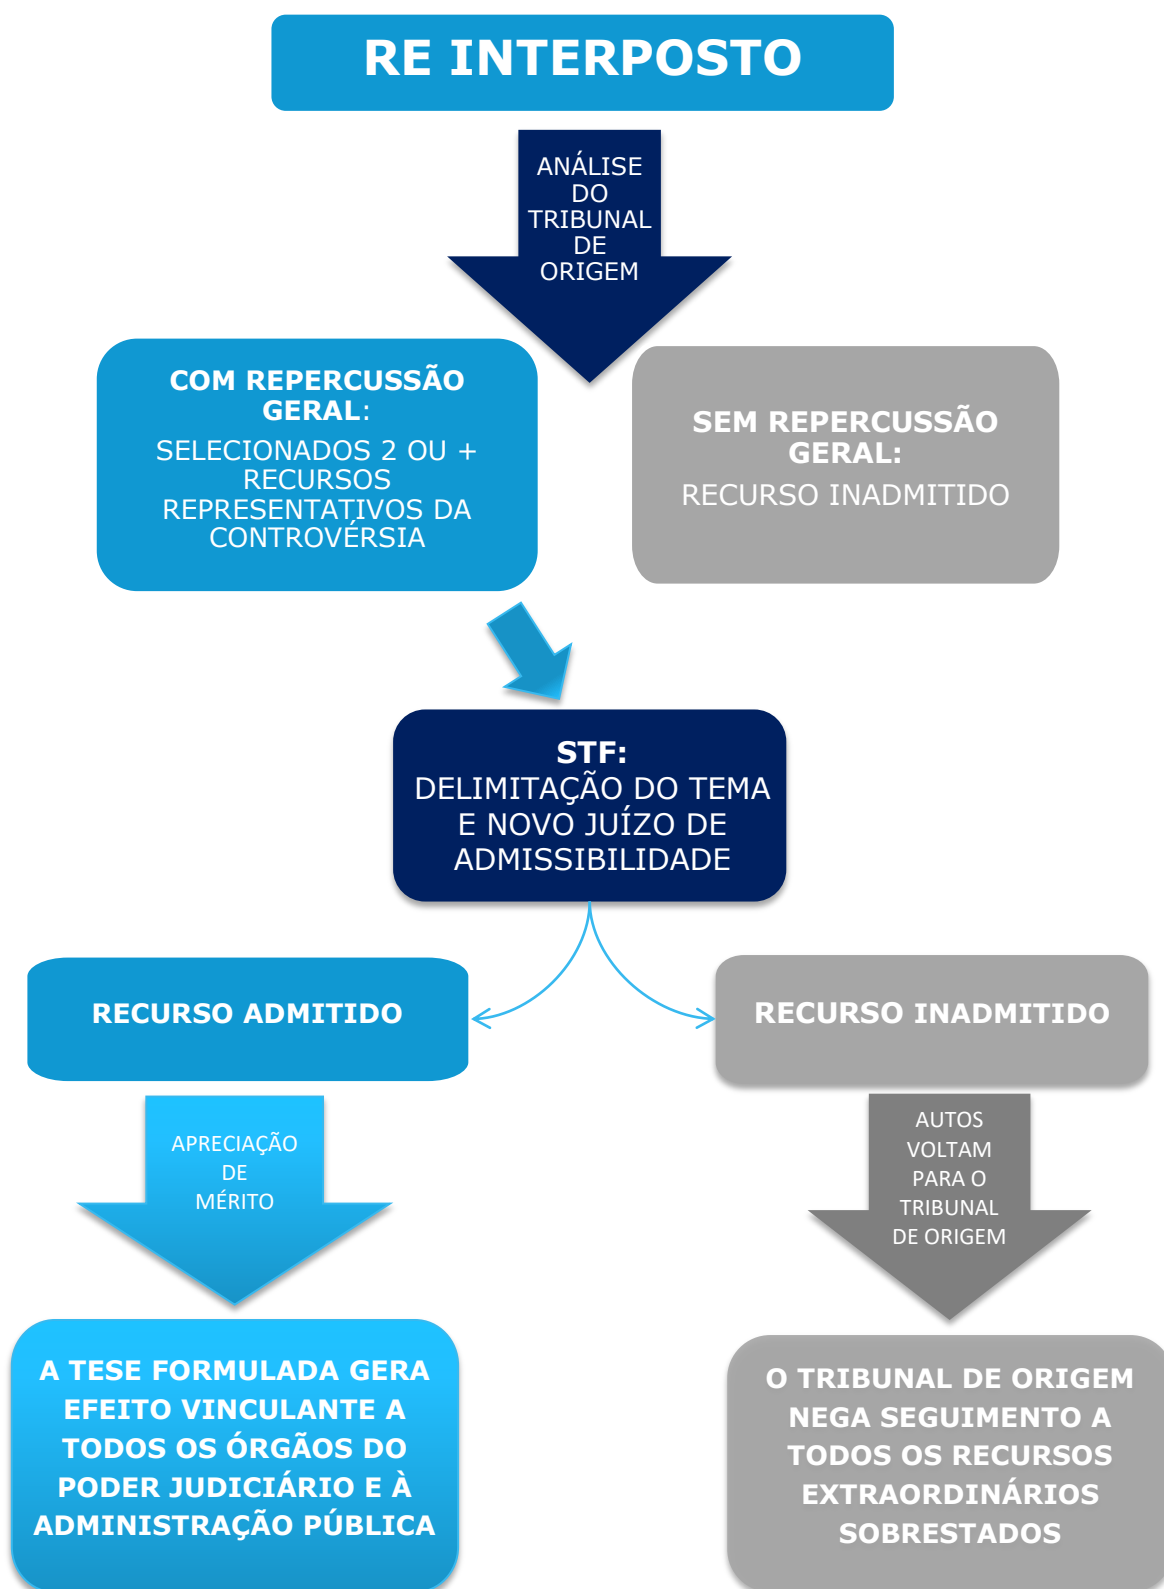 RE INTERPOSTO
ANÁLISE
DO
TRIBUNAL
DE
ORIGEM
COM REPERCUSSÃO
GERAL:
SELECIONADOS 2 OU +
RECURSOS
REPRESENTATIVOS DA
CONTROVÉRSIA
SEM REPERCUSSÃO
GERAL:
RECURSO INADMITIDO
STF:
DELIMITAÇÃO DO TEMA
E NOVO JUÍZO DE
ADMISSIBILIDADE
RECURSO ADMITIDO
RECURSO INADMITIDO
APRECIAÇÃO
DE
MÉRITO
AUTOS
VOLTAM
PARA O
TRIBUNAL
DE ORIGEM
A TESE FORMULADA GERA
EFEITO VINCULANTE A
TODOS OS ÓRGÃOS DO
PODER JUDICIÁRIO E À
ADMINISTRAÇÃO PÚBLICA
O TRIBUNAL DE ORIGEM
NEGA SEGUIMENTO A
TODOS OS RECURSOS
EXTRAORDINÁRIOS
SOBRESTADOS